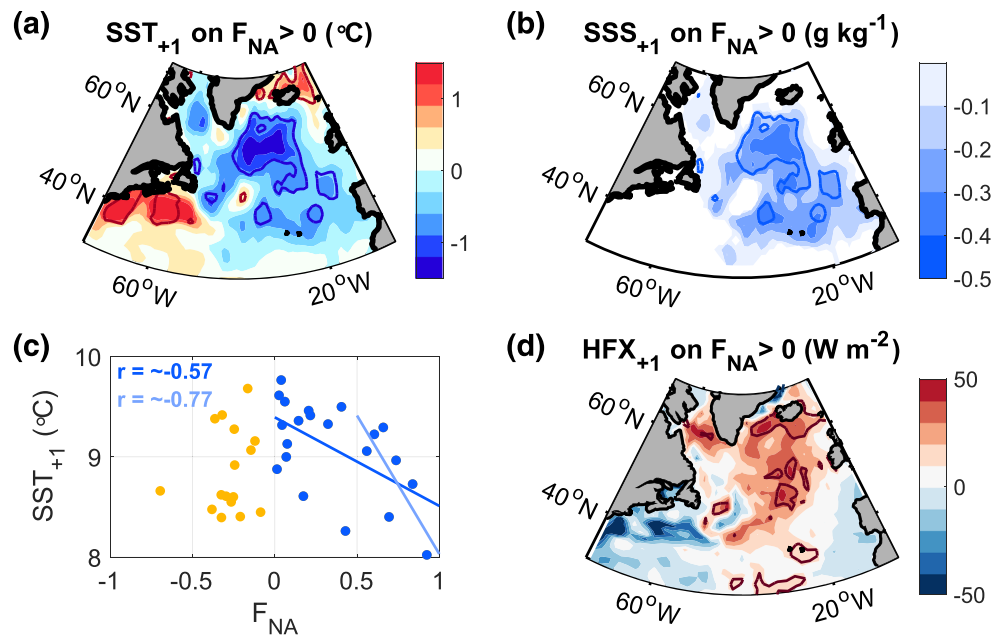 (a)
SST+1 on FNA > 0 (°C)
60°N
40°N
60°W
20°W
1
0
-1
(b)
SSS+1 on FNA > 0 (g kg-1)
60°N
40°N
60°W
20°W
-0.1
-0.2
-0.3
-0.4
-0.5
(c)
r = ~-0.57
r = ~-0.77
SST+1 (°C)
10
9
8
-1
-0.5
0
0.5
1
FNA
(d)
HFX+1 on FNA > 0 (W m-2)
60°N
40°N
60°W
20°W
50
0
-50